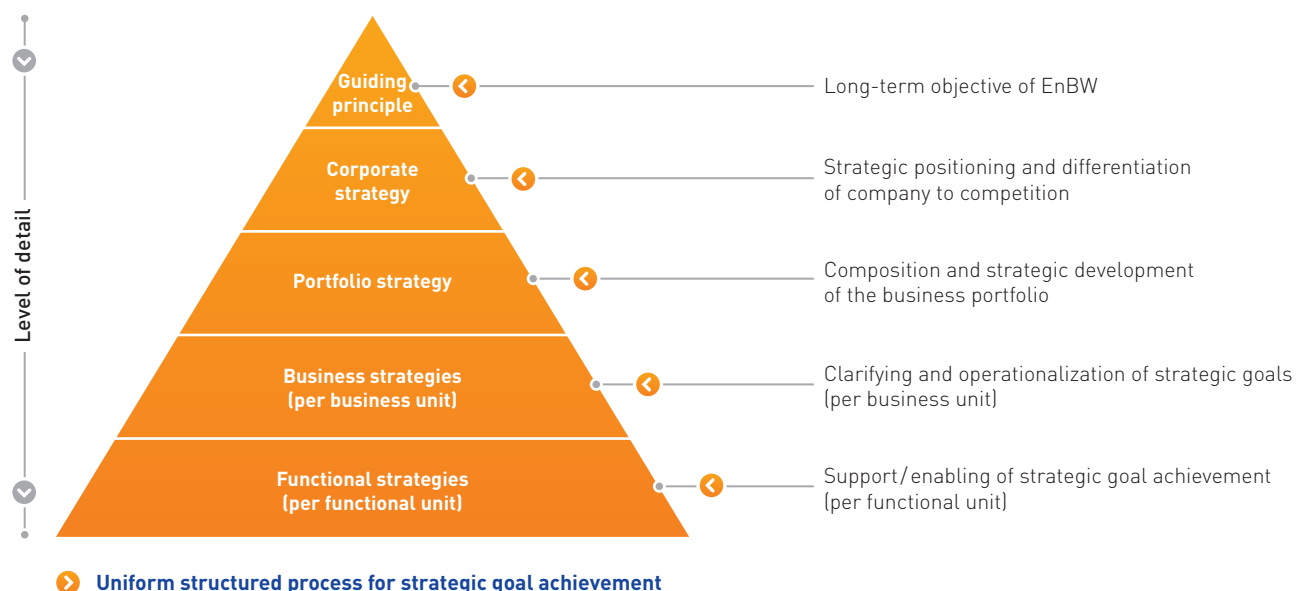 Guiding
principle
Long-term objective of EnBW
Corporate
strategy
Strategic positioning and differentiation
of company to competition
Level of detail
Portfolio strategy
Composition and strategic development
of the business portfolio
Business strategies
(per business unit)
Clarifying and operationalization of strategic goals
(per business unit)
Functional strategies
(per functional unit)
Support/enabling of strategic goal achievement
(per functional unit)
Uniform structured process for strategic goal achievement